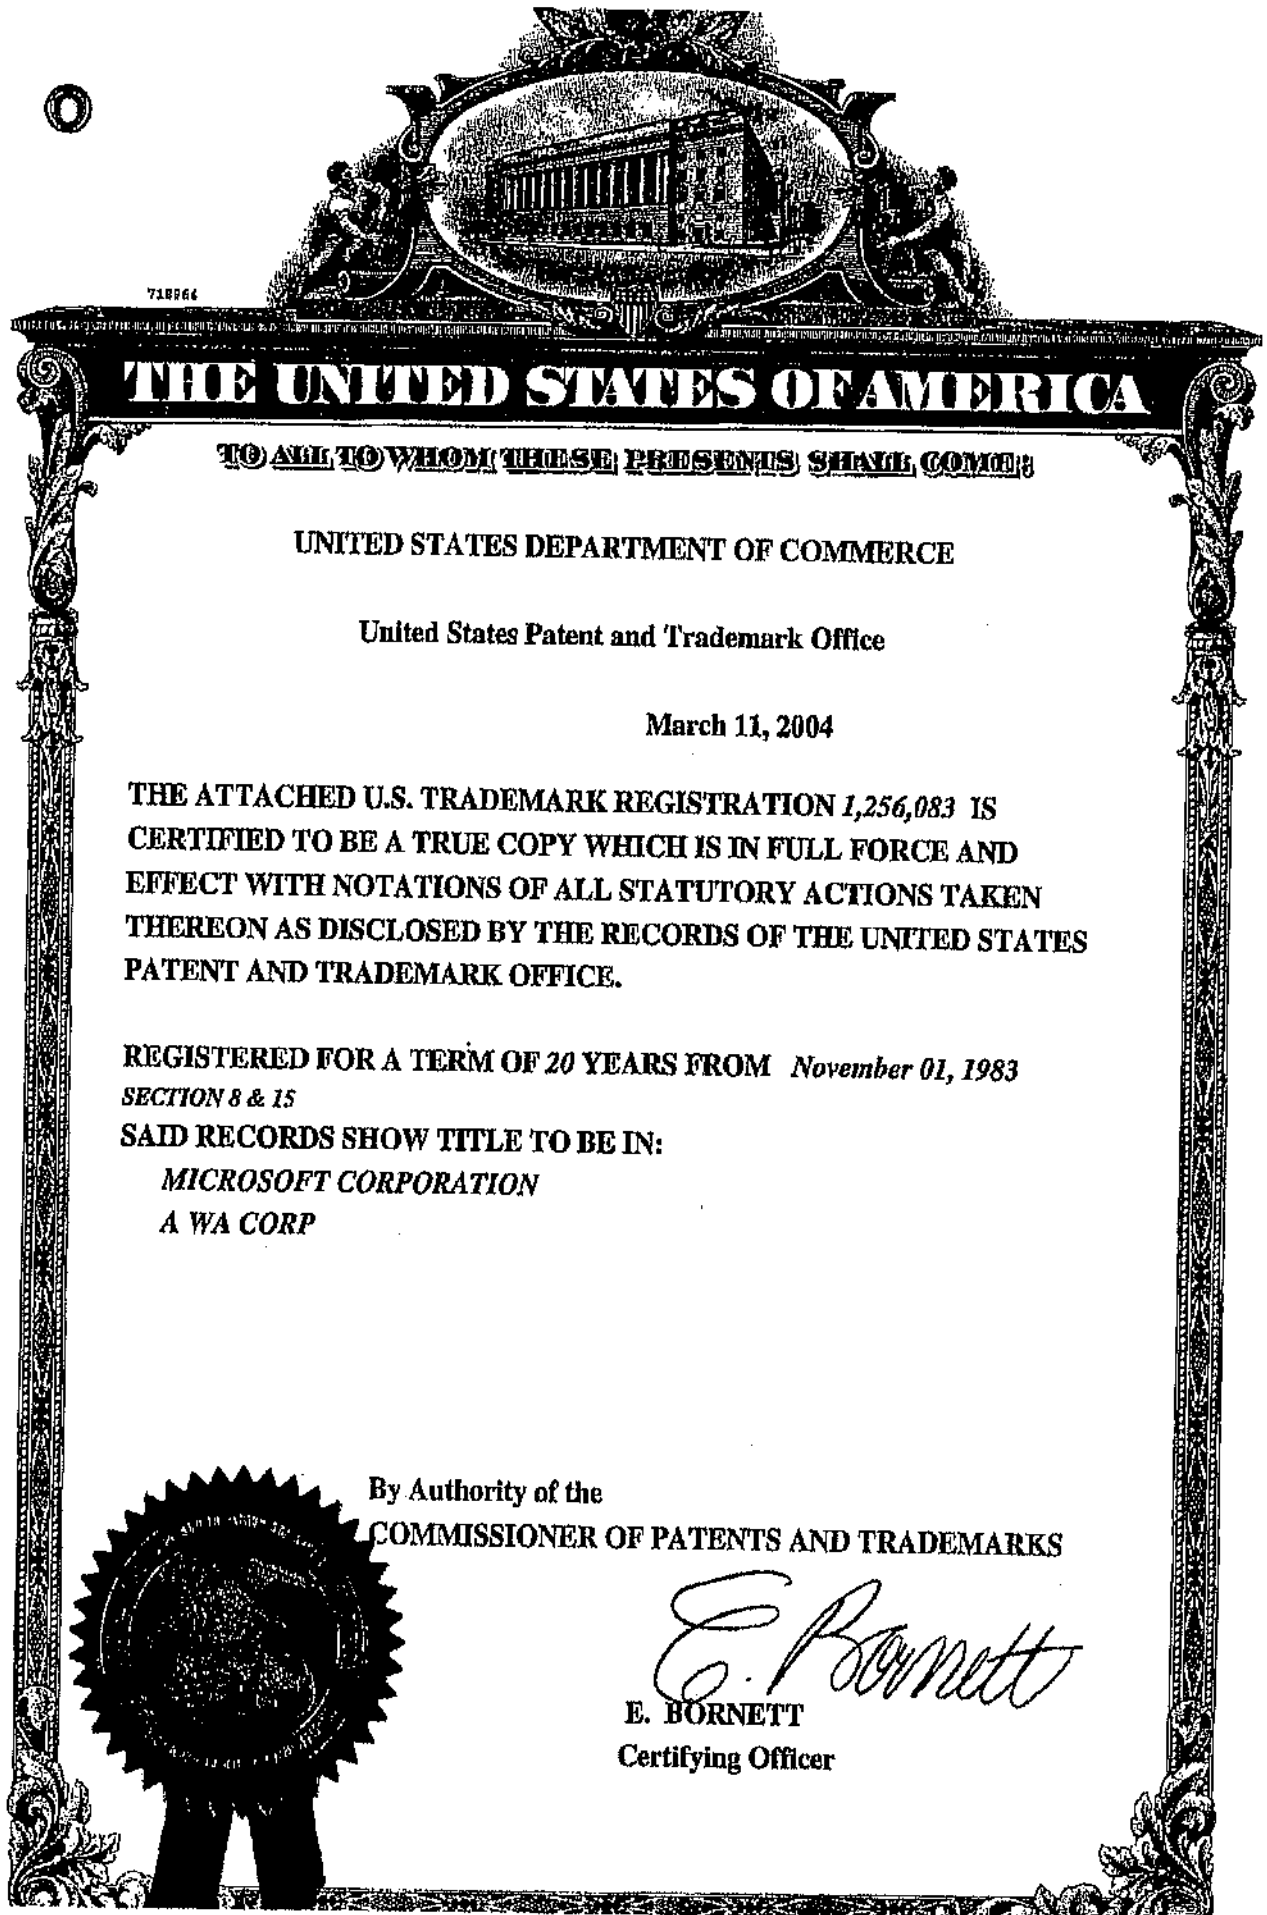 718964
THE UNITED STATES OF AMERICA
TO ALL TO WHOM THESE PRESENTS SHALL COME:
UNITED STATES DEPARTMENT OF COMMERCE
United States Patent and Trademark Office
March 11, 2004
THE ATTACHED U.S. TRADEMARK REGISTRATION 1,256,083 IS
CERTIFIED TO BE A TRUE COPY WHICH IS IN FULL FORCE AND
EFFECT WITH NOTATIONS OF ALL STATUTORY ACTIONS TAKEN
THEREON AS DISCLOSED BY THE RECORDS OF THE UNITED STATES
PATENT AND TRADEMARK OFFICE.
REGISTERED FOR A TERM OF 20 YEARS FROM November 01, 1983
SECTION 8 & 15
SAID RECORDS SHOW TITLE TO BE IN:
MICROSOFT CORPORATION
A WA CORP
By Authority of the
COMMISSIONER OF PATENTS AND TRADEMARKS
E. Bornett
E. BORNETT
Certifying Officer